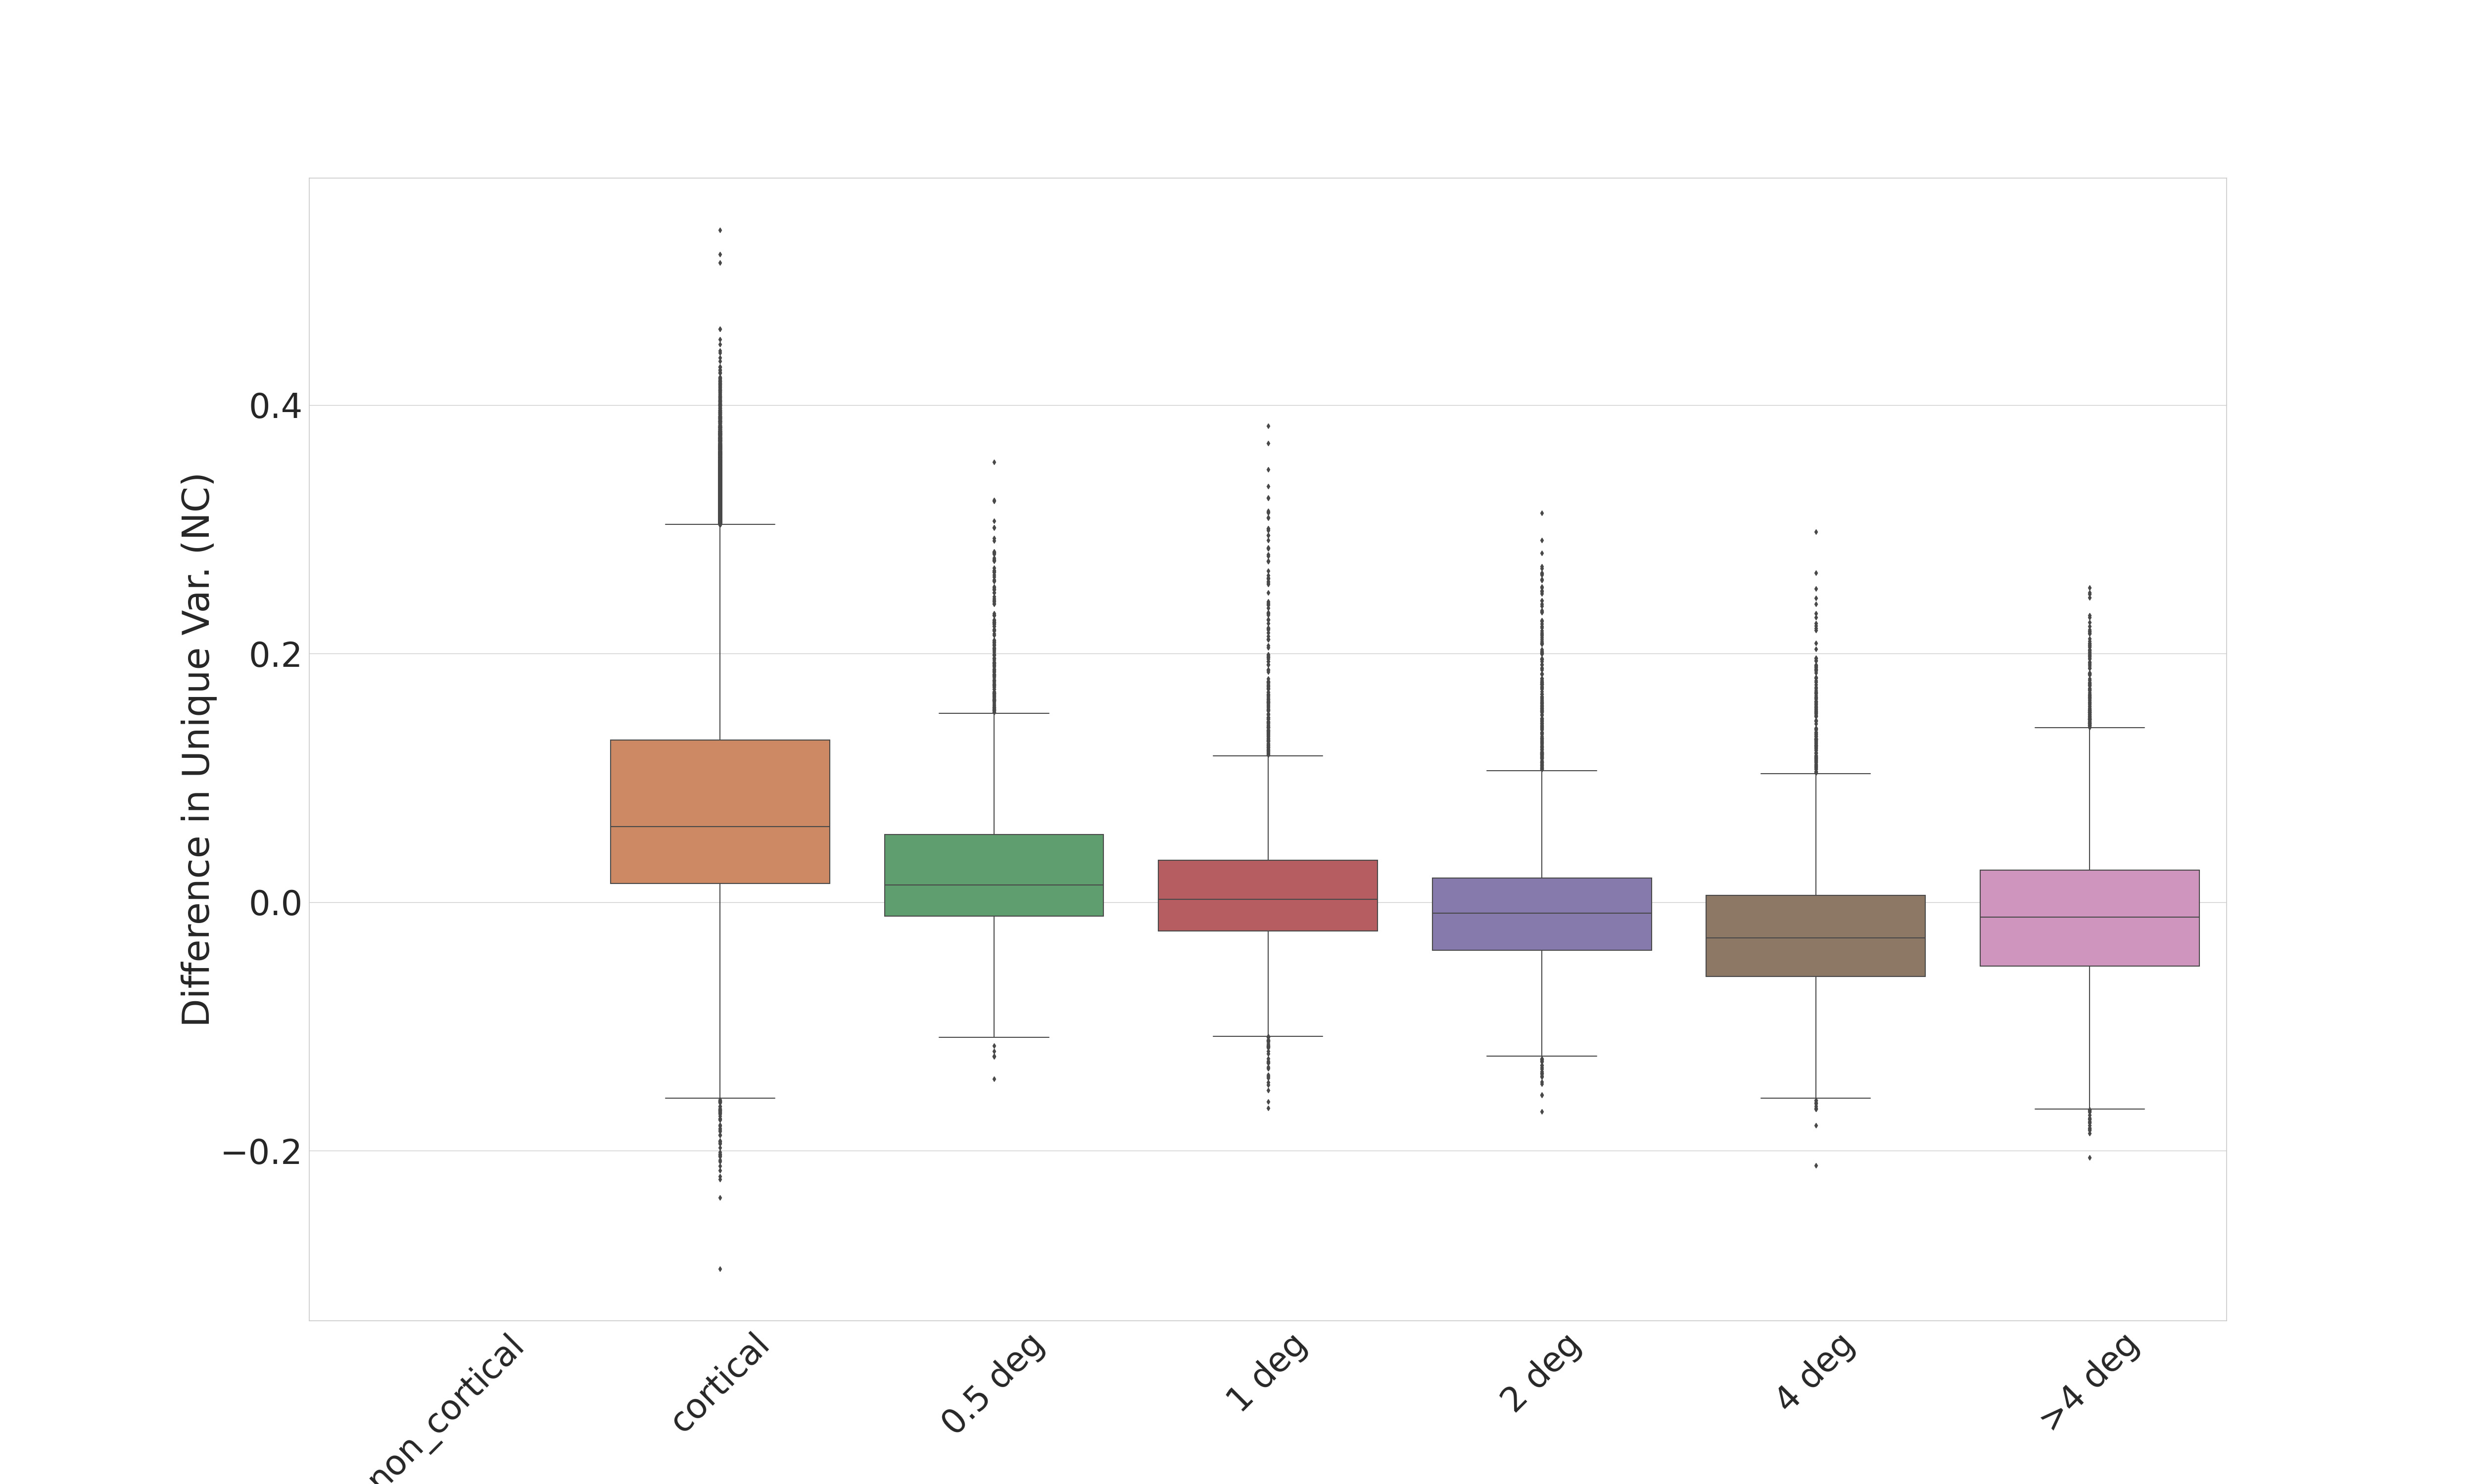 Difference in Unique Var. (NC)
0.4
0.2
0.0
−0.2
non_cortical
cortical
0.5 deg
1 deg
2 deg
4 deg
>4 deg